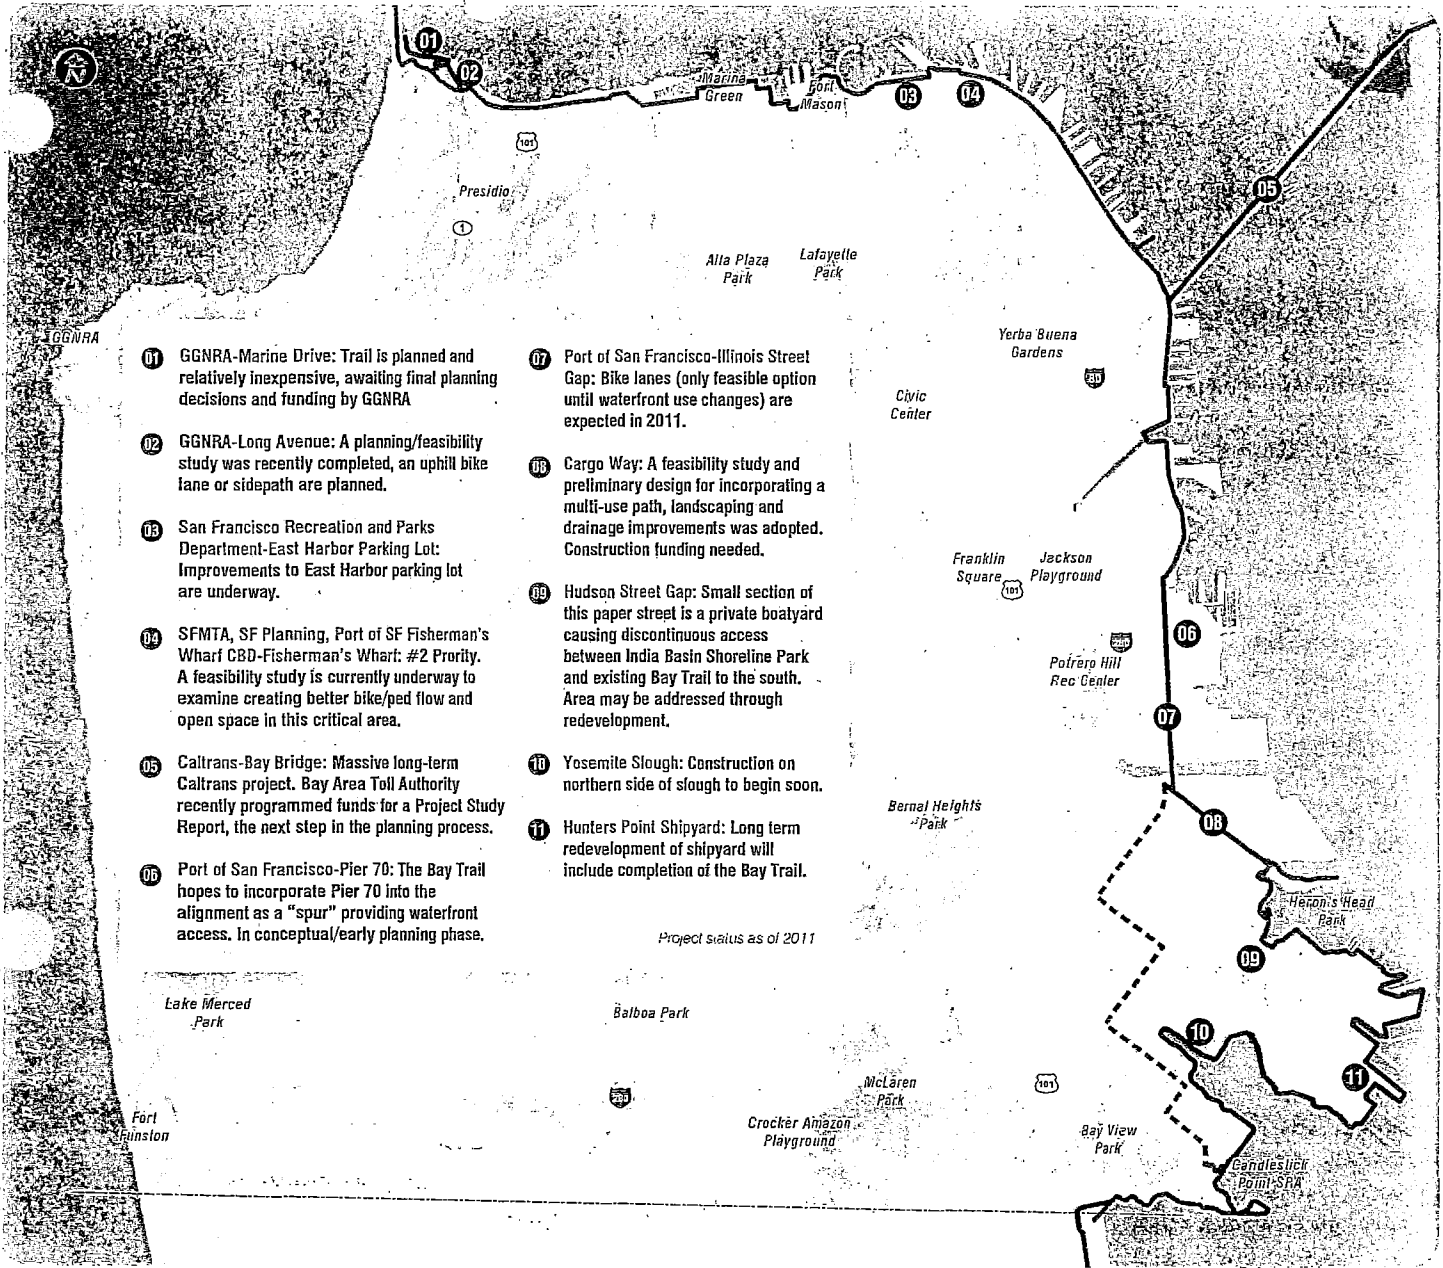 N
01
02
Marina
Green
Fort
Mason
03
04
101
05
Presidio
1
Alta Plaza
Park
Lafayette
Park
GGNRA
Yerba Buena
Gardens
80
Civic
Center
01 GGNRA-Marine Drive: Trail is planned and
relatively inexpensive, awaiting final planning
decisions and funding by GGNRA
02 GGNRA-Long Avenue: A planning/feasibility
study was recently completed, an uphill bike
lane or sidepath are planned.
03 San Francisco Recreation and Parks
Department-East Harbor Parking Lot:
Improvements to East Harbor parking lot
are underway.
04 SFMTA, SF Planning, Port of SF Fisherman's
Wharf CBD-Fisherman's Wharf: #2 Prority.
A feasibility study is currently underway to
examine creating better bike/ped flow and
open space in this critical area.
05 Caltrans-Bay Bridge: Massive long-term
Caltrans project. Bay Area Toll Authority
recently programmed funds for a Project Study
Report, the next step in the planning process.
06 Port of San Francisco-Pier 70: The Bay Trail
hopes to incorporate Pier 70 into the
alignment as a "spur" providing waterfront
access. In conceptual/early planning phase.
07 Port of San Francisco-Illinois Street
Gap: Bike lanes (only feasible option
until waterfront use changes) are
expected in 2011.
08 Cargo Way: A feasibility study and
preliminary design for incorporating a
multi-use path, landscaping and
drainage improvements was adopted.
Construction funding needed.
09 Hudson Street Gap: Small section of
this paper street is a private boatyard
causing discontinuous access
between India Basin Shoreline Park
and existing Bay Trail to the south.
Area may be addressed through
redevelopment.
10 Yosemite Slough: Construction on
northern side of slough to begin soon.
11 Hunters Point Shipyard: Long term
redevelopment of shipyard will
include completion of the Bay Trail.
Project status as of 2011
Franklin
Square
101
Jackson
Playground
280
06
Potrero Hill
Rec Center
07
Bernal Heights
Park
08
Heron's Head
Park
09
10
11
Lake Merced
Park
Balboa Park
280
McLaren
Park
101
Fort
Funston
Crocker Amazon
Playground
Bay View
Park
Candlestick
Point SRA